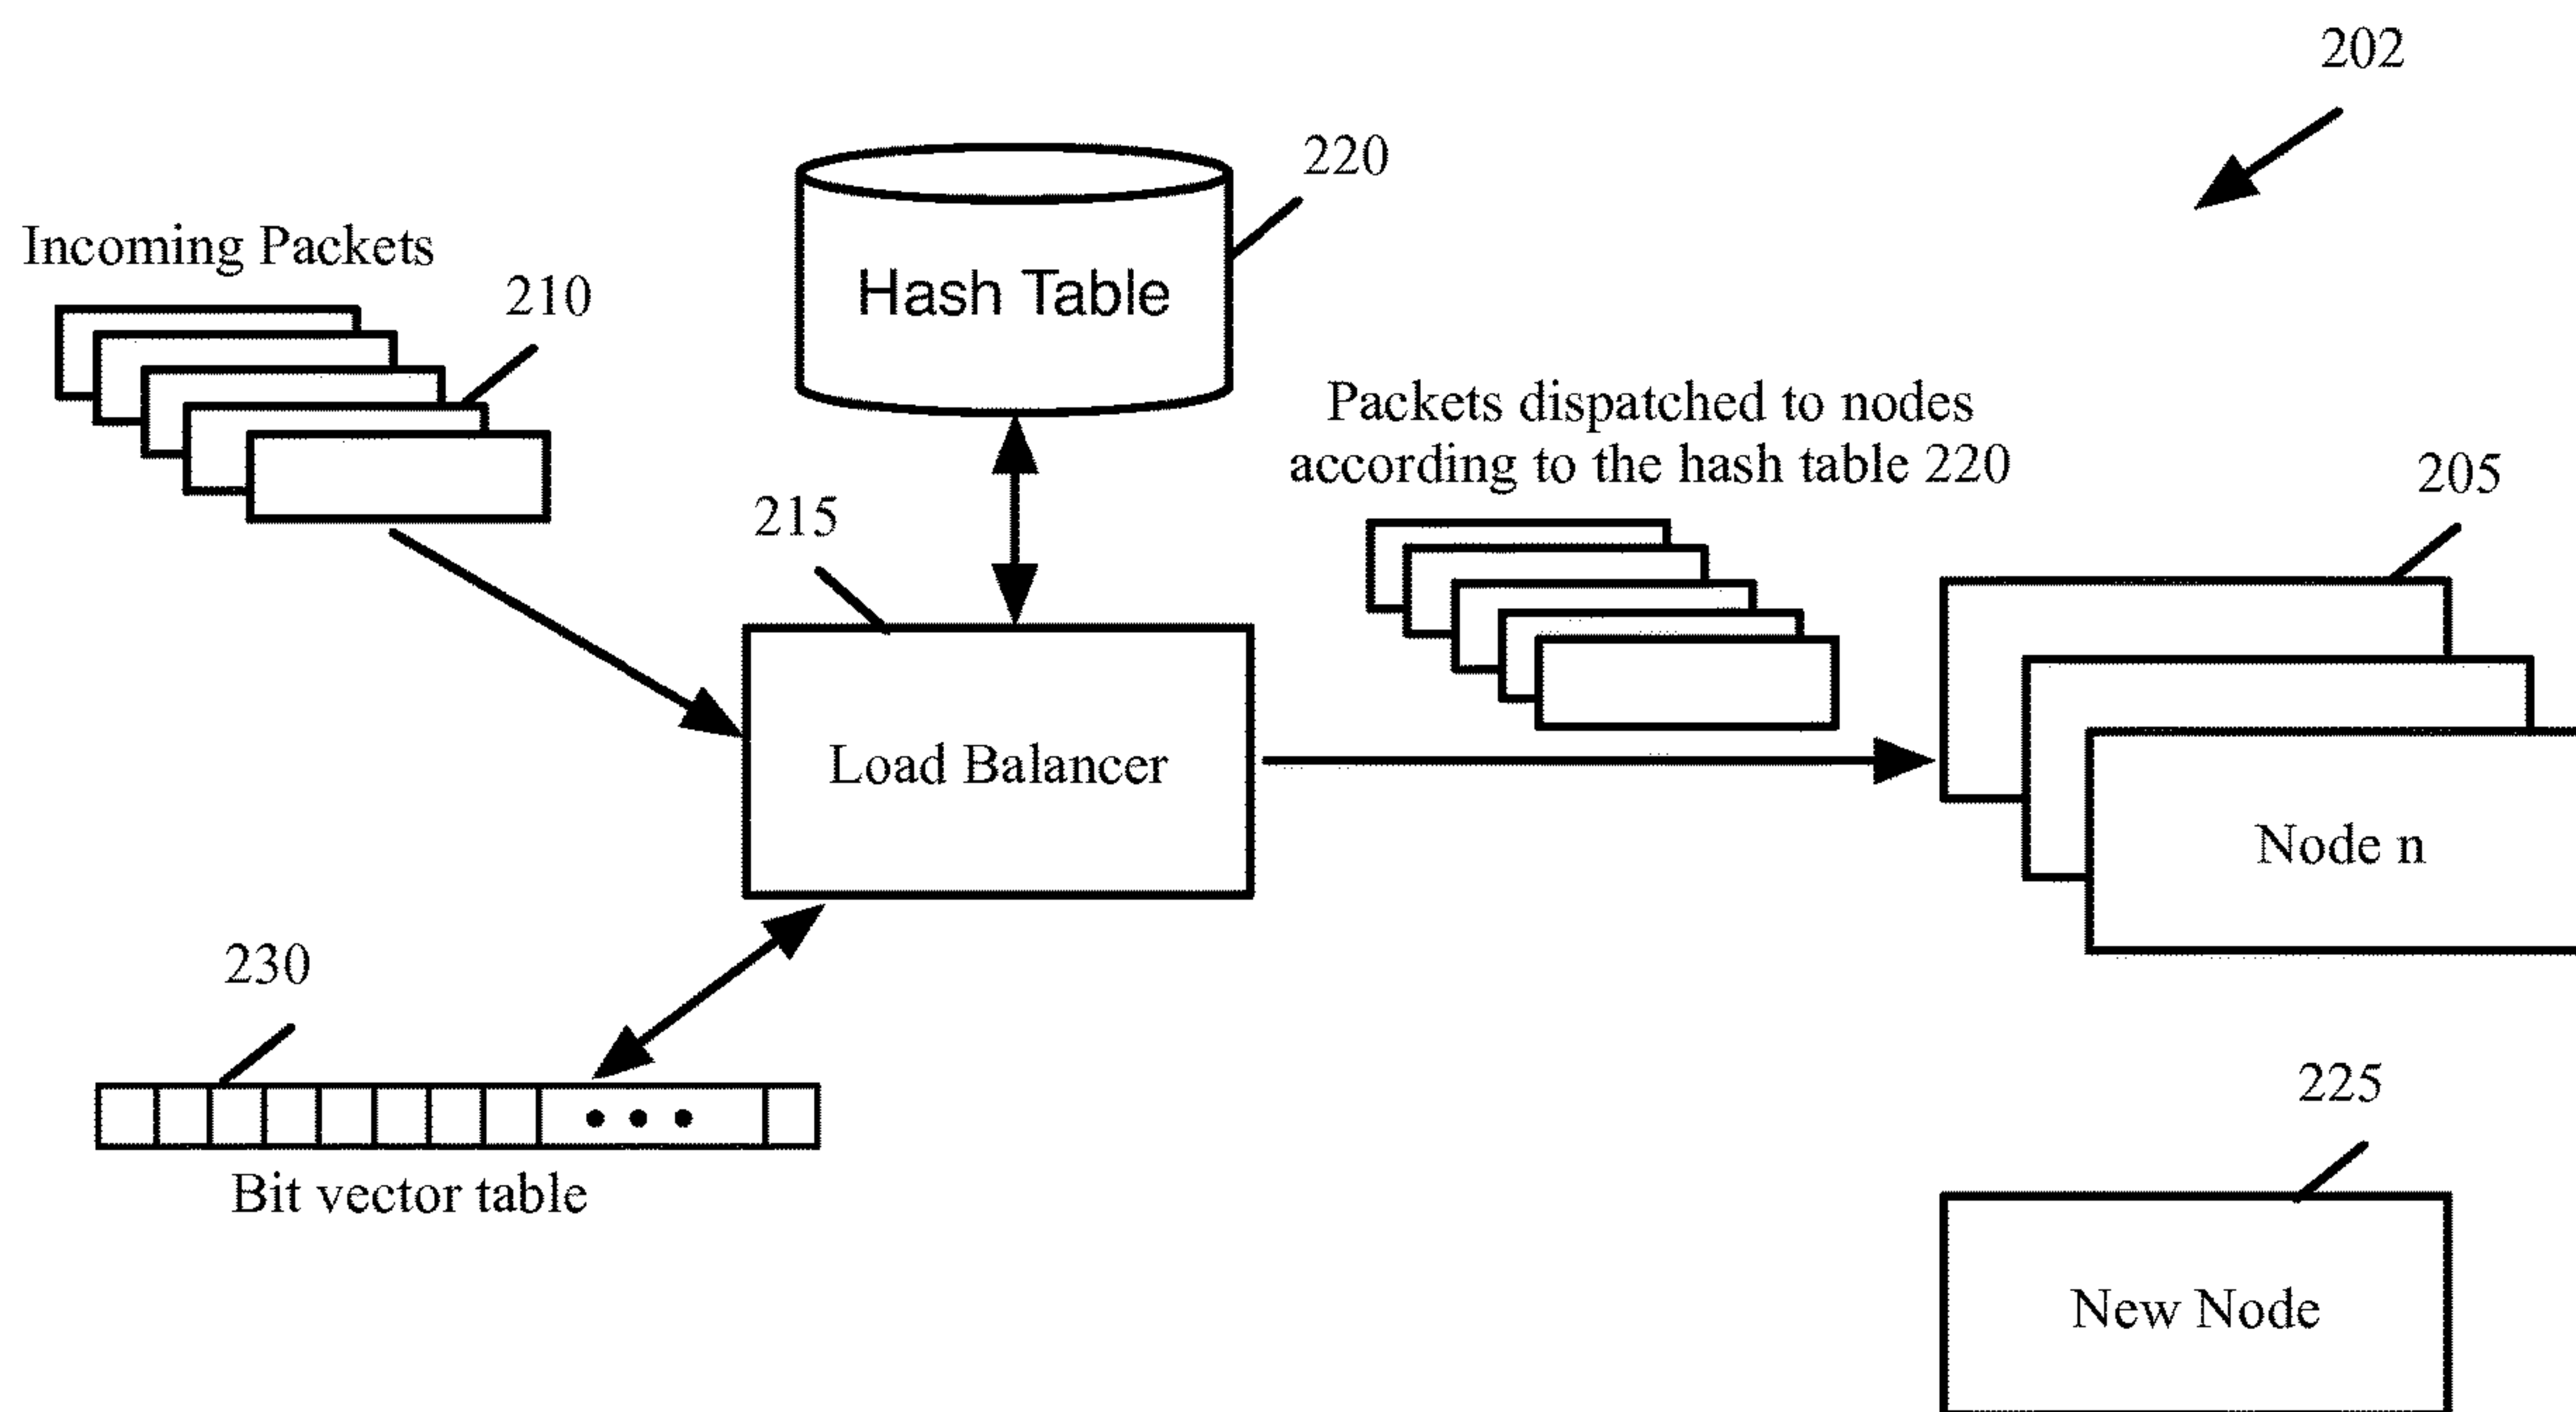 202
220
Incoming Packets
210
Hash Table
Packets dispatched to nodes
according to the hash table 220
205
215
Load Balancer
Node n
230
225
Bit vector table
New Node